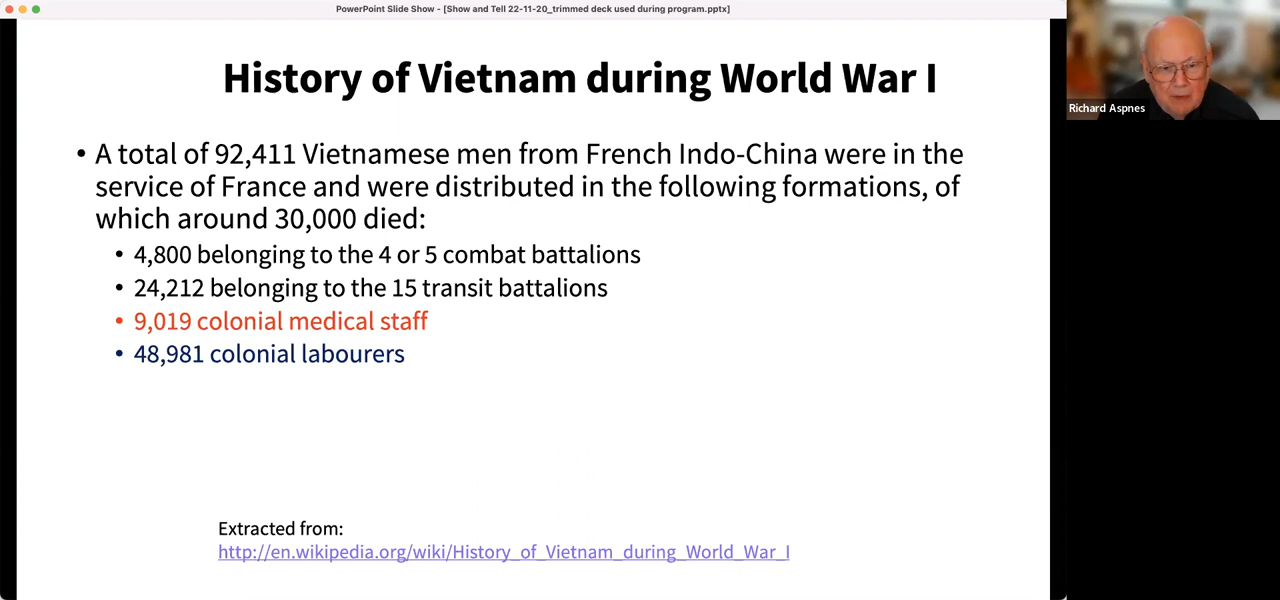 PowerPoint Slide Show - [Show and Tell 22-11-20_trimmed deck used during program.pptx]
History of Vietnam during World War I
• A total of 92,411 Vietnamese men from French Indo-China were in the
service of France and were distributed in the following formations, of
which around 30,000 died:
• 4,800 belonging to the 4 or 5 combat battalions
• 24,212 belonging to the 15 transit battalions
• 9,019 colonial medical staff
• 48,981 colonial labourers
Extracted from:
http://en.wikipedia.org/wiki/History_of_Vietnam_during_World_War_I
Richard Aspnes